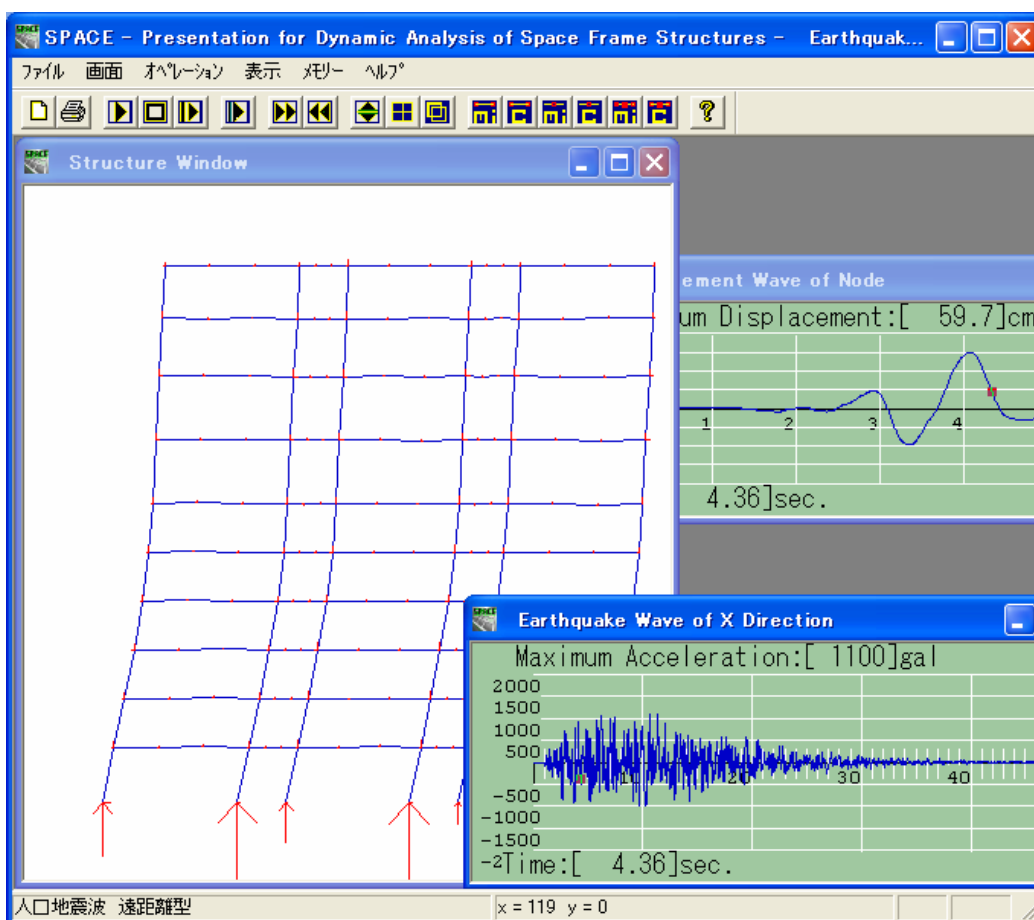 SPACE - Presentation for Dynamic Analysis of Space Frame Structures - Earthquak...
ファイル 画面 オペレーション 表示 メモリー ヘルプ
Structure Window
ement Wave of Node
um Displacement:[ 59.7]cm
1 2 3 4
4.36]sec.
Earthquake Wave of X Direction
Maximum Acceleration:[ 1100]gal
2000
1500
1000
500
10 20 30 40
-500
-1000
-1500
-2Time:[ 4.36]sec.
人口地震波 遠距離型
x = 119 y = 0